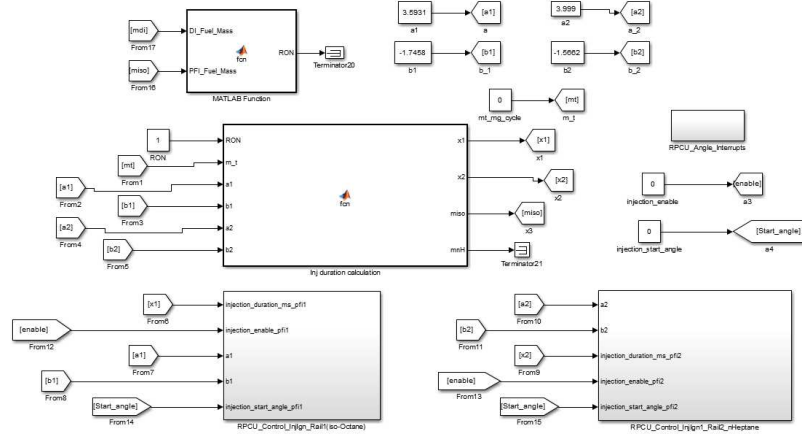 [mdi]
From17
DI_Fuel_Mass
fcn
RON
Terminator20
[miso]
From16
PFI_Fuel_Mass
MATLAB Function
3.5931
a1
[a1]
a
3.999
a2
[a2]
a_2
-1.7458
b1
[b1]
b_1
-1.5662
b2
[b2]
b_2
0
mt_mg_cycle
[mt]
m_t
RPCU_Angle_Interrupts
1
RON
RON
[mt]
From1
m_t
[a1]
From2
a1
[b1]
From3
b1
[a2]
From4
a2
[b2]
From5
b2
fcn
x1
[x1]
x1
x2
[x2]
x2
miso
[miso]
x3
mnH
Terminator21
Inj duration calculation
0
injection_enable
[enable]
a3
0
injection_start_angle
[Start_angle]
a4
[x1]
From6
injection_duration_ms_pfi1
[enable]
From12
injection_enable_pfi1
[a1]
From7
a1
[b1]
From8
b1
[Start_angle]
From14
injection_start_angle_pfi1
RPCU_Control_InjIgn_Rail1(iso-Octane)
[a2]
From10
a2
[b2]
From11
b2
[x2]
From9
injection_duration_ms_pfi2
[enable]
From13
injection_enable_pfi2
[Start_angle]
From15
injection_start_angle_pfi2
RPCU_Control_InjIgn1_Rail2_nHeptane